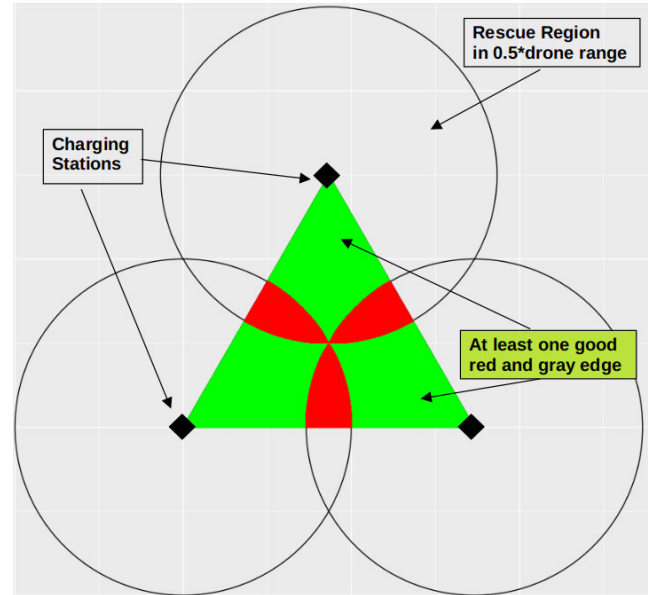 Rescue Region
in 0.5*drone range
Charging
Stations
At least one good
red and gray edge